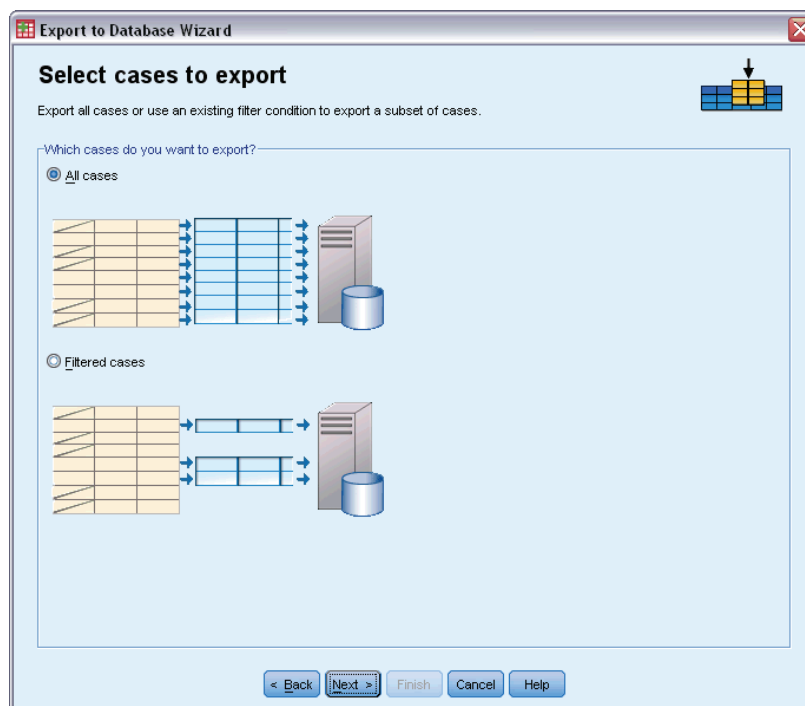 Export to Database Wizard
Select cases to export
Export all cases or use an existing filter condition to export a subset of cases.
Which cases do you want to export?
All cases
Filtered cases
< Back
Next >
Finish
Cancel
Help